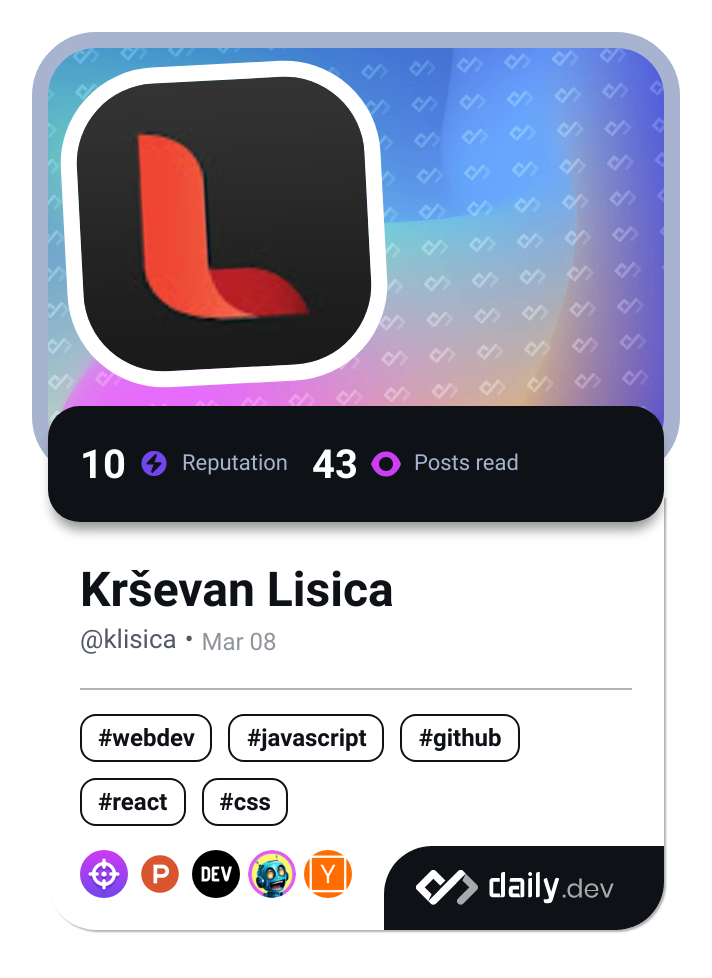 10 Reputation 43 Posts read
Krševan Lisica
@klisica • Mar 08
#webdev #javascript #github
#react #css
P DEV Y
daily.dev